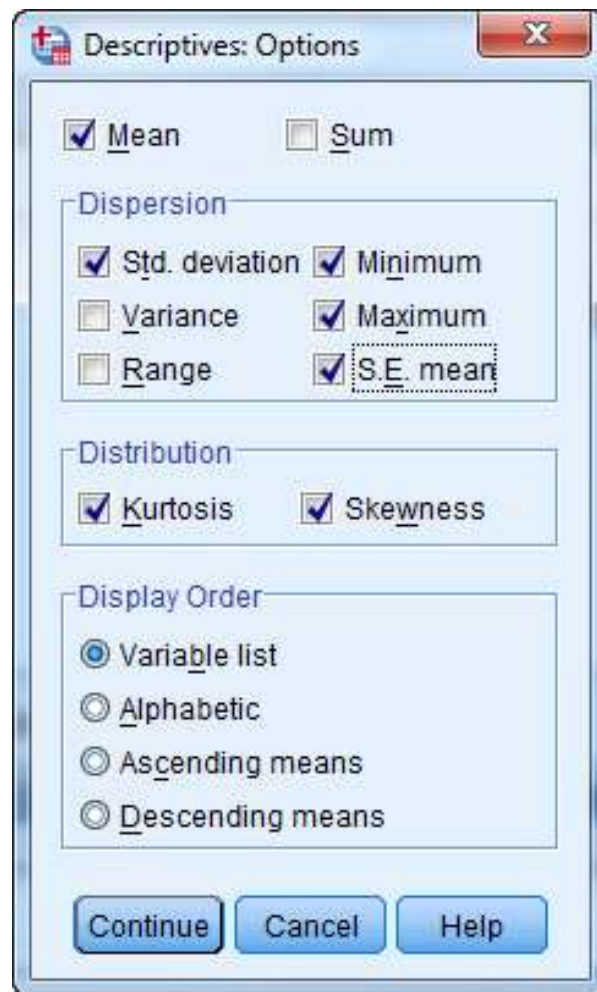 Descriptives: Options
Mean Sum
Dispersion
Std. deviation Minimum
Variance Maximum
Range S.E. mean
Distribution
Kurtosis Skewness
Display Order
Variable list
Alphabetic
Ascending means
Descending means
Continue Cancel Help